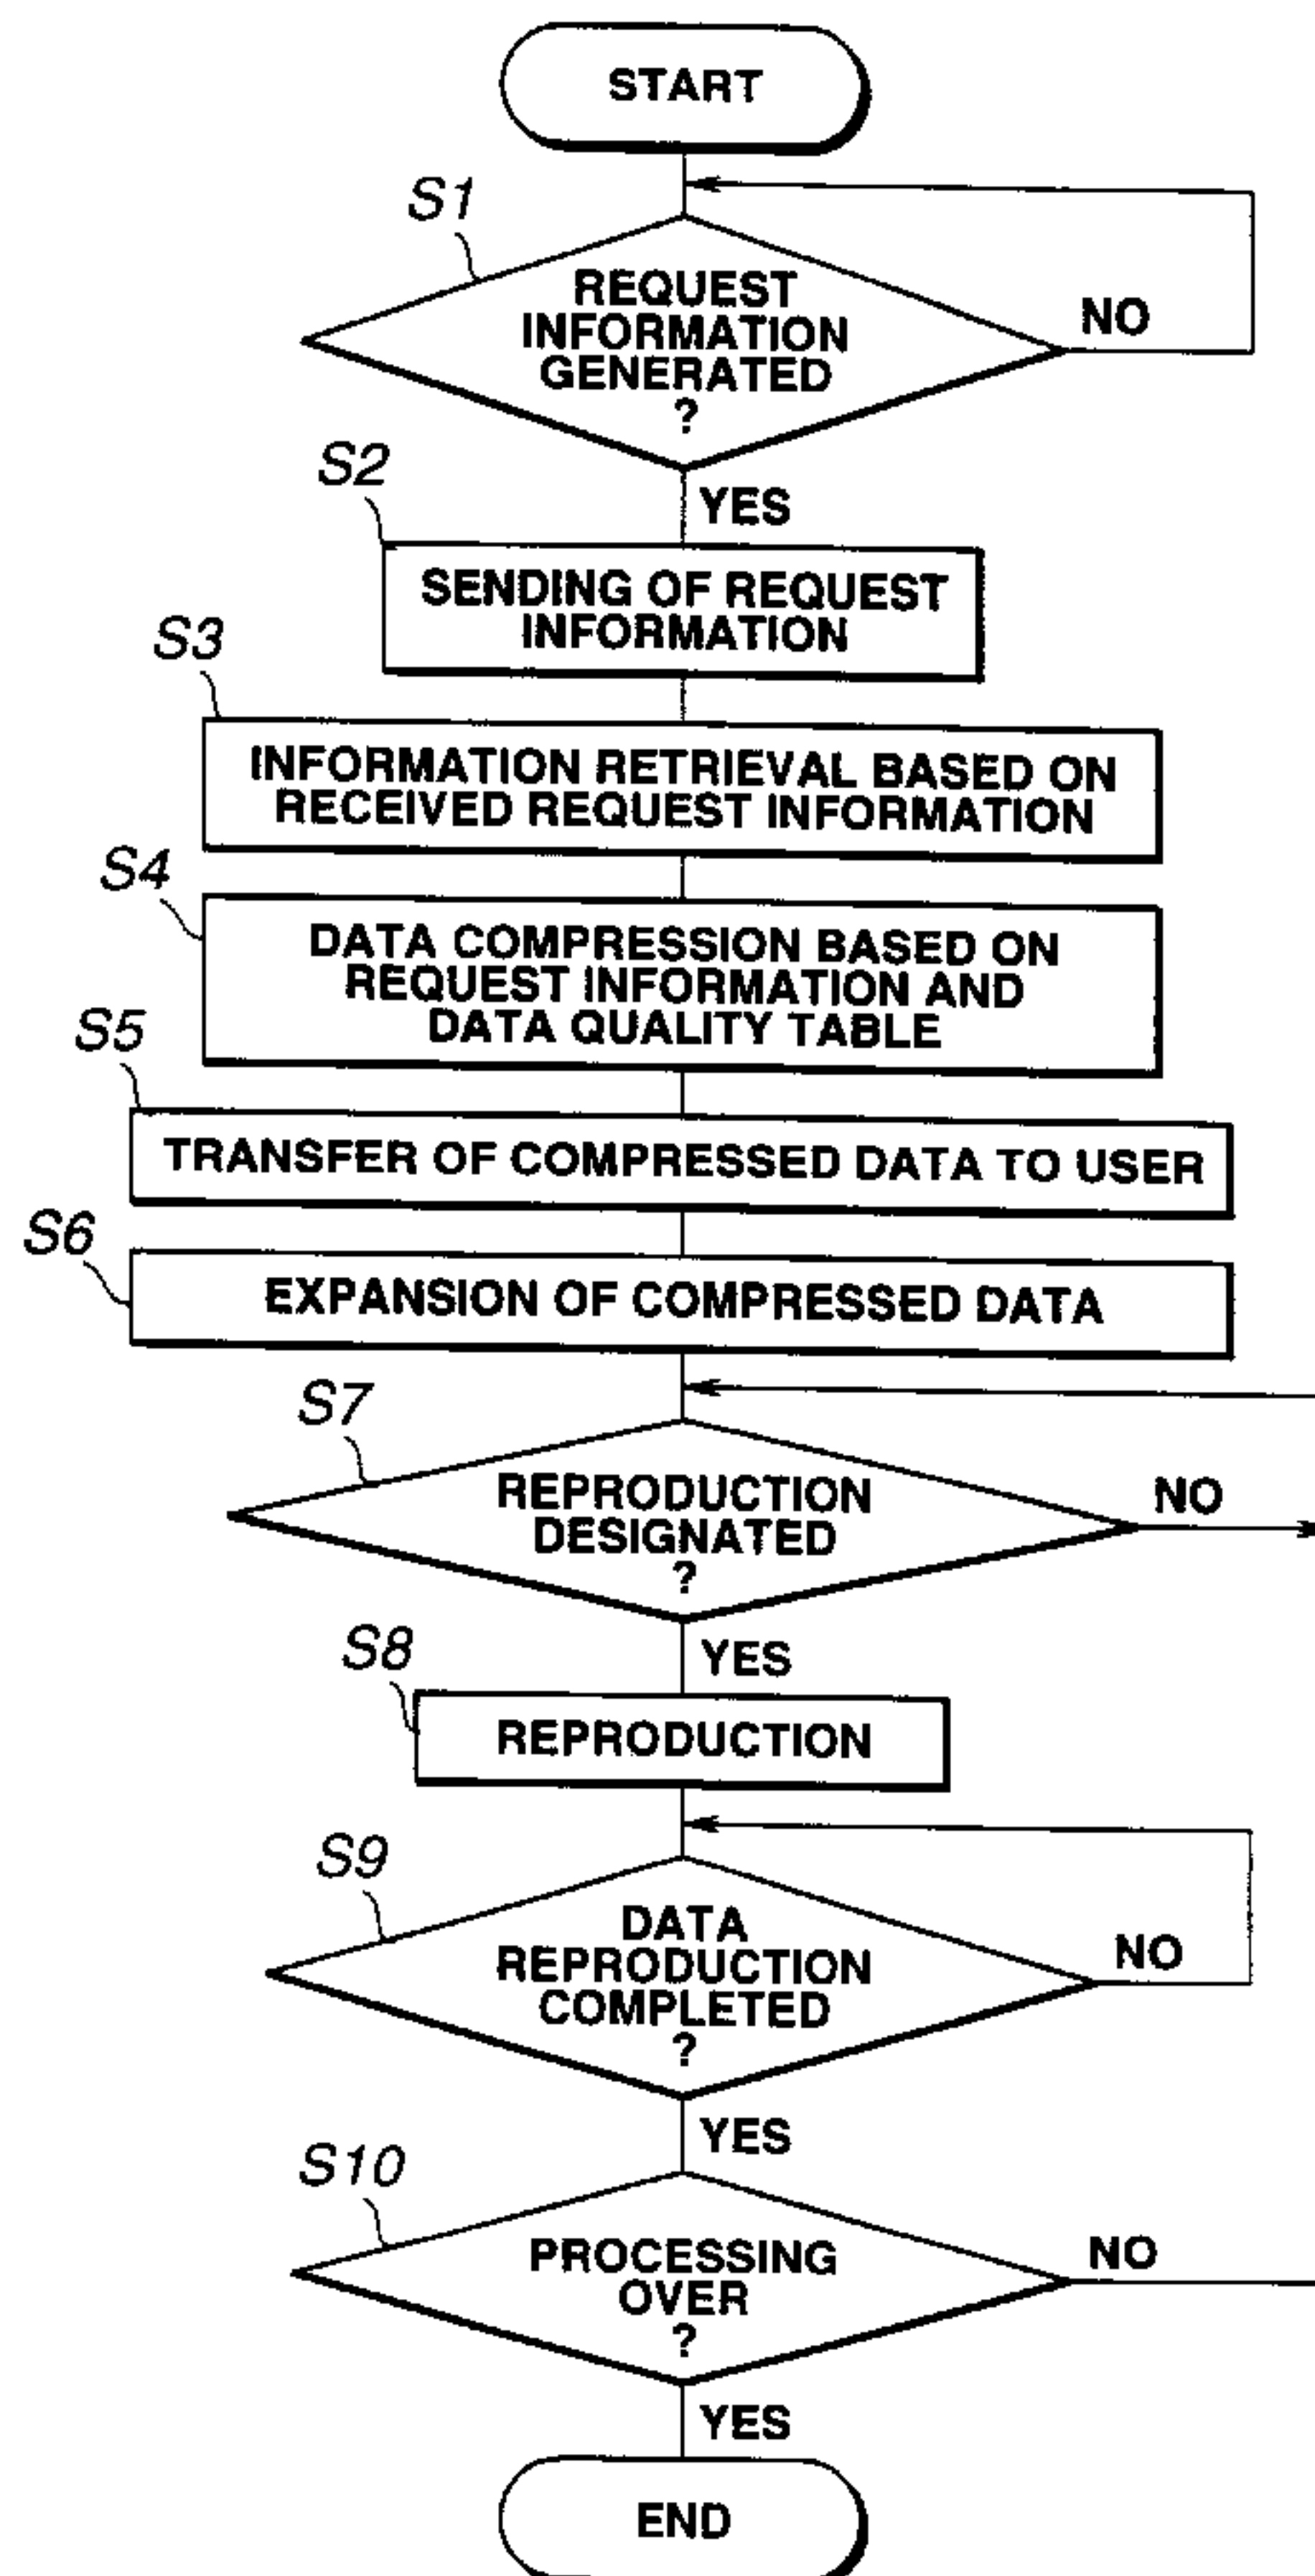 START
S1
REQUEST
INFORMATION
GENERATED
?
NO
YES
S2
SENDING OF REQUEST
INFORMATION
S3
INFORMATION RETRIEVAL BASED ON
RECEIVED REQUEST INFORMATION
S4
DATA COMPRESSION BASED ON
REQUEST INFORMATION AND
DATA QUALITY TABLE
S5
TRANSFER OF COMPRESSED DATA TO USER
S6
EXPANSION OF COMPRESSED DATA
S7
REPRODUCTION
DESIGNATED
?
NO
YES
S8
REPRODUCTION
S9
DATA
REPRODUCTION
COMPLETED
?
NO
YES
S10
PROCESSING
OVER
?
NO
YES
END